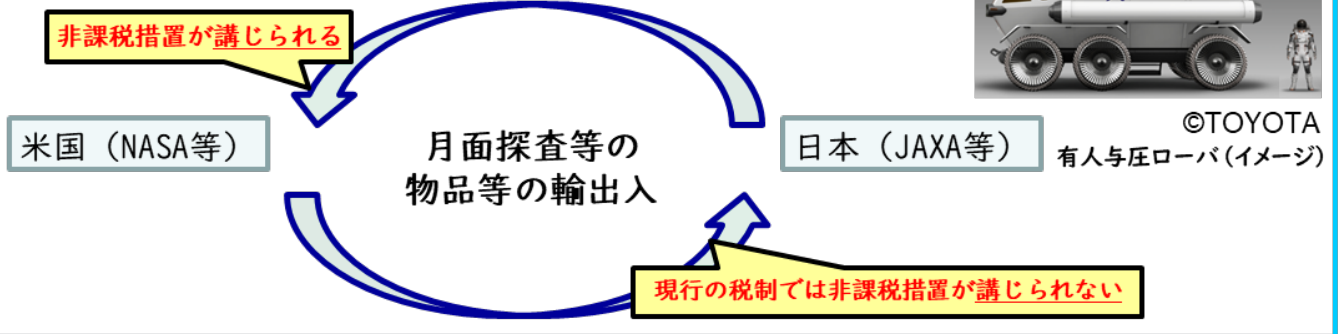 非課税措置が講じられる
米国（NASA等）
月面探査等の
物品等の輸出入
日本（JAXA等）
©TOYOTA
有人与圧ローバ（イメージ）
現行の税制では非課税措置が講じられない